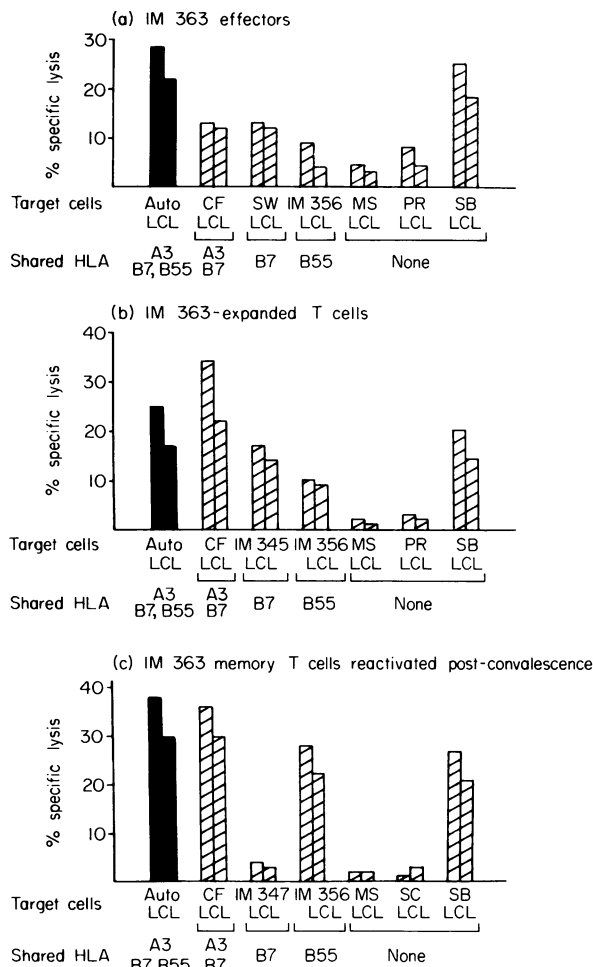 (a) IM 363 effectors
30
20
10
% specific lysis
Target cells Auto CF SW IM 356 MS PR SB
LCL LCL LCL LCL LCL LCL LCL
Shared HLA A3 A3 B7 B55 None
B7, B55 B7
(b) IM 363-expanded T cells
40
30
20
10
% specific lysis
Target cells Auto CF IM 345 IM 356 MS PR SB
LCL LCL LCL LCL LCL LCL LCL
Shared HLA A3 A3 B7 B55 None
B7, B55 B7
(c) IM 363 memory T cells reactivated post-convalescence
40
30
20
10
% specific lysis
Target cells Auto CF IM 347 IM 356 MS SC SB
LCL LCL LCL LCL LCL LCL LCL
Shared HLA A3 A3 B7 B55 None
B7 B55 B7